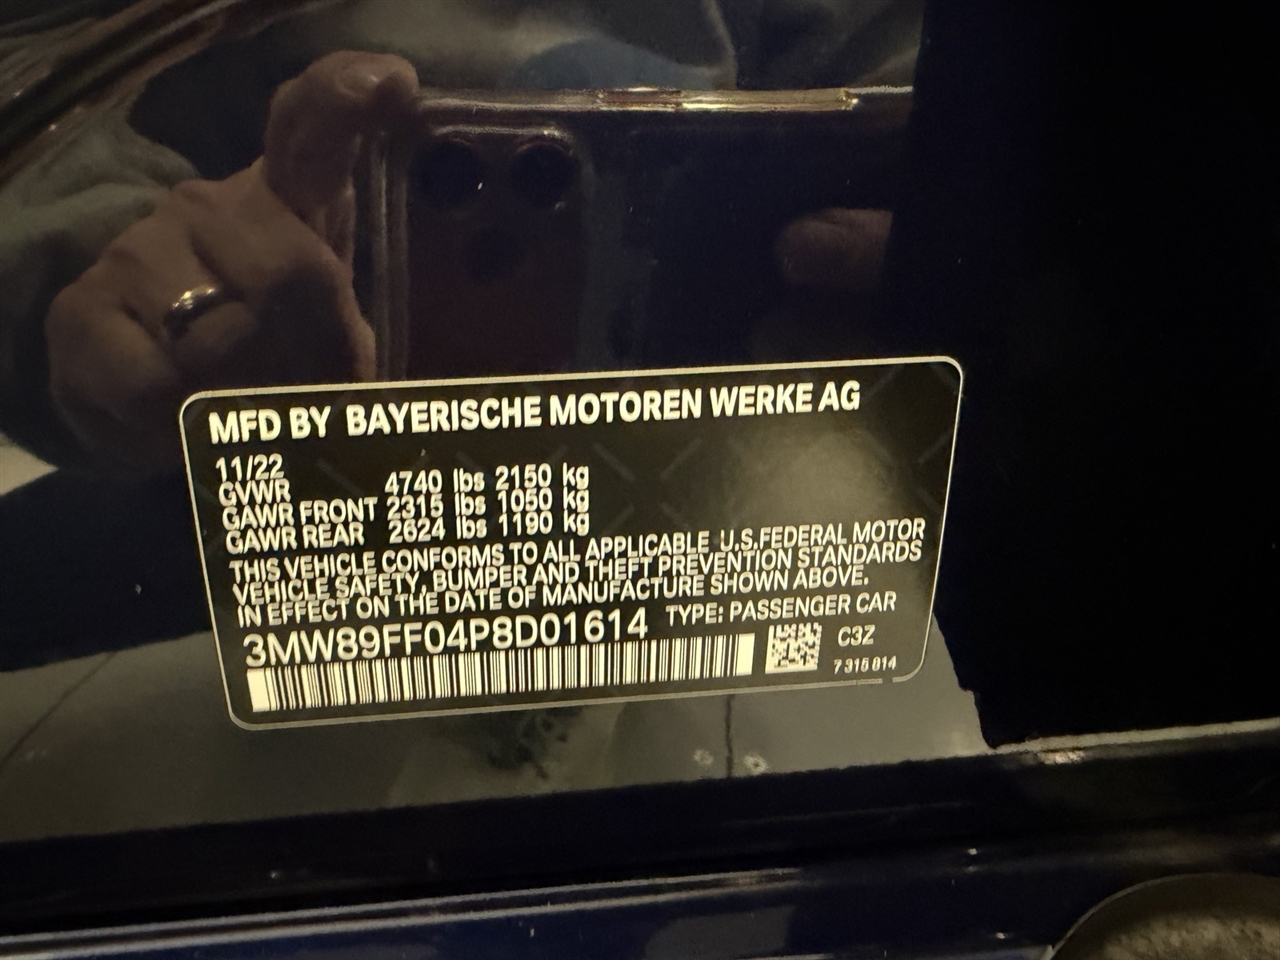 MFD BY BAYERISCHE MOTOREN WERKE AG
11/22
GVWR 4740 lbs 2150 kg
GAWR FRONT 2315 lbs 1050 kg
GAWR REAR 2624 lbs 1190 kg
THIS VEHICLE CONFORMS TO ALL APPLICABLE U.S.FEDERAL MOTOR
VEHICLE SAFETY, BUMPER AND THEFT PREVENTION STANDARDS
IN EFFECT ON THE DATE OF MANUFACTURE SHOWN ABOVE.
3MW89FF04P8D01614 TYPE: PASSENGER CAR
C3Z
7 315 814